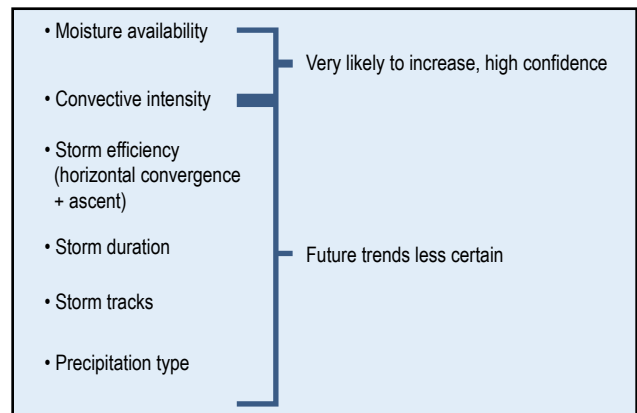 • Moisture availability
Very likely to increase, high confidence
• Convective intensity
• Storm efficiency
(horizontal convergence
+ ascent)
• Storm duration
Future trends less certain
• Storm tracks
• Precipitation type